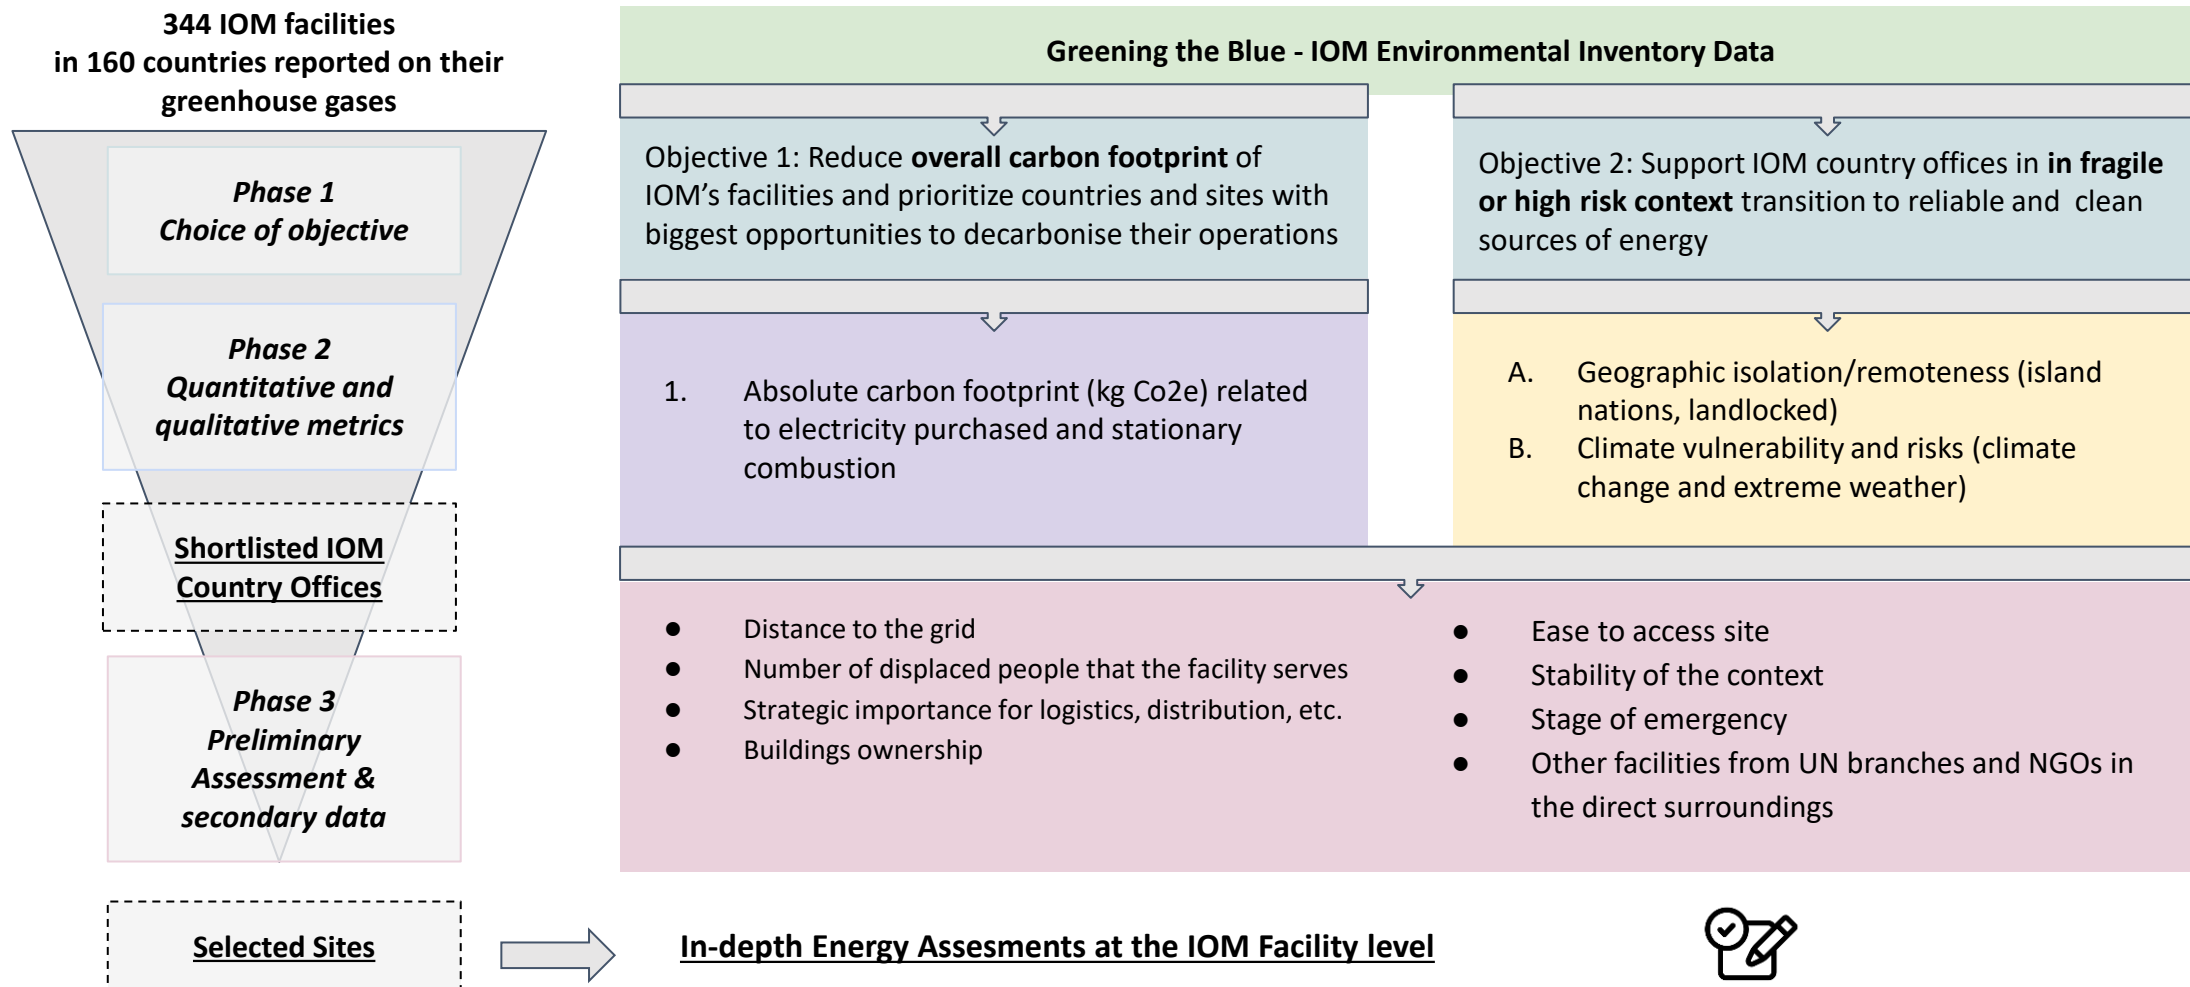 344 IOM facilities
in 160 countries reported on their
greenhouse gases
Phase 1
Choice of objective
Phase 2
Quantitative and
qualitative metrics
Shortlisted IOM
Country Offices
Phase 3
Preliminary
Assessment &
secondary data
Selected Sites
Greening the Blue - IOM Environmental Inventory Data
Objective 1: Reduce overall carbon footprint of
IOM's facilities and prioritize countries and sites with
biggest opportunities to decarbonise their operations
Objective 2: Support IOM country offices in in fragile
or high risk context transition to reliable and clean
sources of energy
1. Absolute carbon footprint (kg Co2e) related
to electricity purchased and stationary
combustion
A. Geographic isolation/remoteness (island
nations, landlocked)
B. Climate vulnerability and risks (climate
change and extreme weather)
● Distance to the grid
● Number of displaced people that the facility serves
● Strategic importance for logistics, distribution, etc.
● Buildings ownership
● Ease to access site
● Stability of the context
● Stage of emergency
● Other facilities from UN branches and NGOs in
the direct surroundings
In-depth Energy Assesments at the IOM Facility level